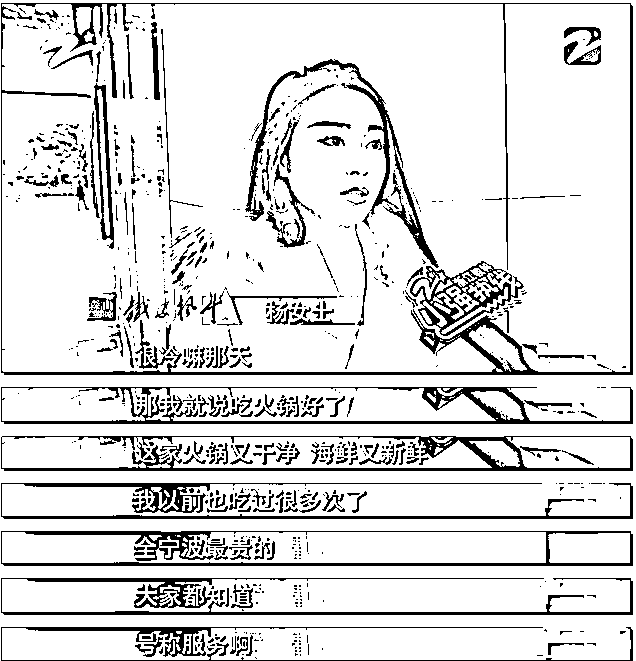 杨女士
很冷嘛那天
那我就说吃火锅好了
这家火锅又干净 海鲜又新鲜
我以前也吃过很多次了
全宁波最贵的
大家都知道
号称服务啊